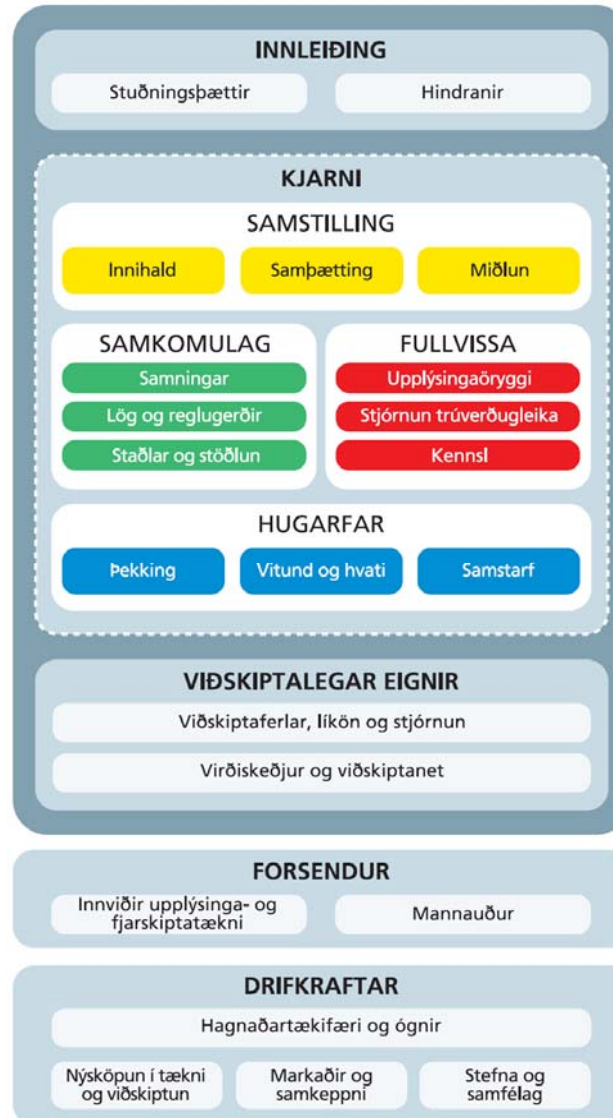 INNLEIÐING
Stuðningsþættir
Hindranir
KJARNI
SAMSTILLING
Innihald
Samþætting
Miðlun
SAMKOMULAG
Samningar
Lög og reglugerðir
Staðlar og stöðlun
FULLVISSA
Upplýsingaöryggi
Stjórnun trúverðugleika
Kennsl
HUGARFAR
Þekking
Vitund og hvati
Samstarf
VIÐSKIPTALEGAR EIGNIR
Viðskiptaferlar, líkön og stjórnun
Virðiskeðjur og viðskiptanet
FORSENDUR
Innviðir upplýsinga- og
fjarskiptatækni
Mannauður
DRIFKRAFTAR
Hagnaðartækifæri og ógnir
Nýsköpun í tækni
og viðskiptun
Markaðir og
samkeppni
Stefna og
samfélag